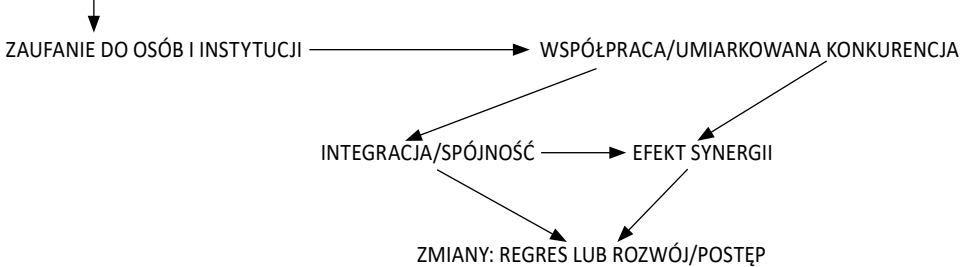 ZAUFANIE DO OSÓB I INSTYTUCJI
WSPÓŁPRACA/UMIARKOWANA KONKURENCJA
INTEGRACJA/SPÓJNOŚĆ
EFEKT SYNERGII
ZMIANY: REGRES LUB ROZWÓJ/POSTĘP